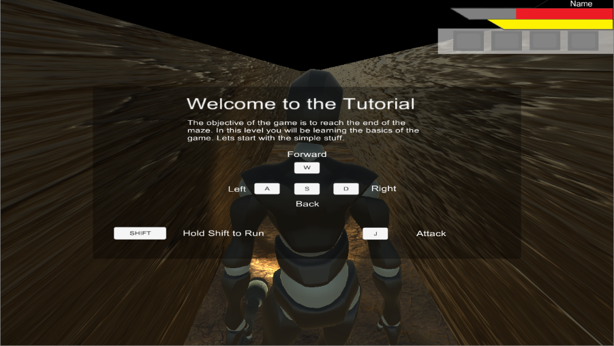 Name
Welcome to the Tutorial
The objective of the game is to reach the end of the
maze. In this level you will be learning the basics of the
game. Lets start with the simple stuff.
Forward
W
Left A S D Right
Back
SHIFT Hold Shift to Run J Attack